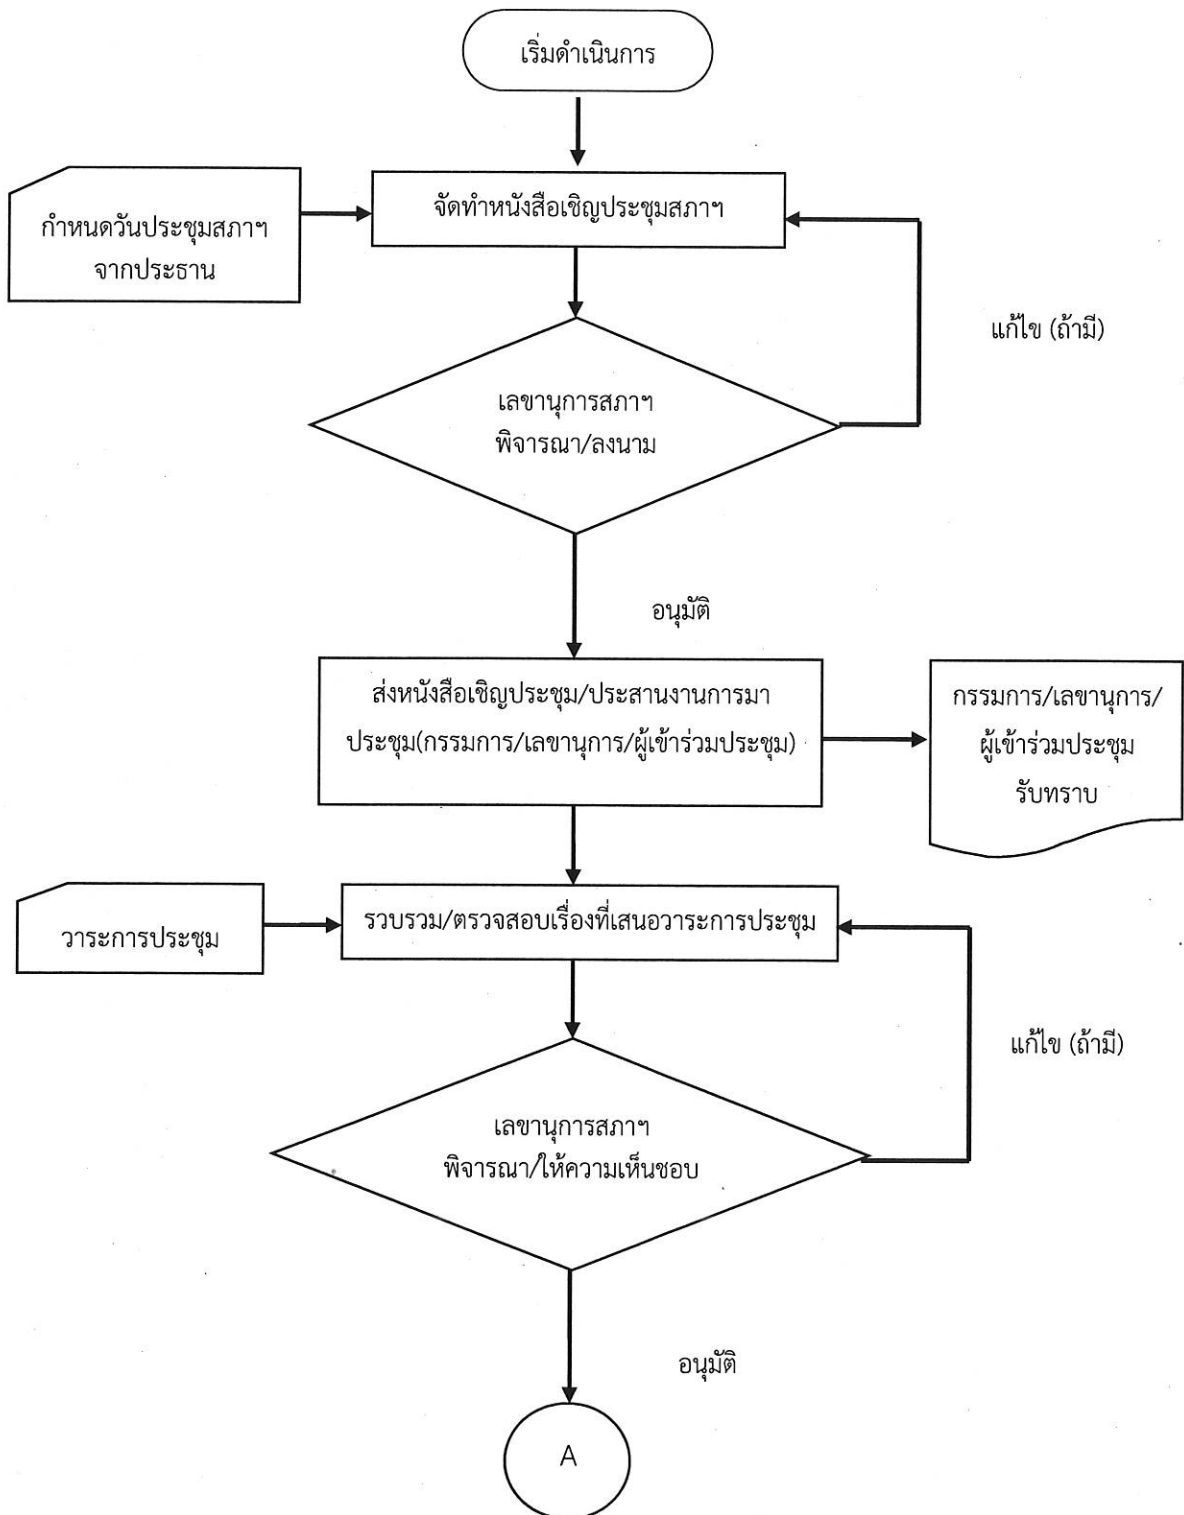 เริ่มดำเนินการ
จัดทำหนังสือเชิญประชุมสภาฯ
กำหนดวันประชุมสภาฯ
จากประธาน
แก้ไข (ถ้ามี)
เลขานุการสภาฯ
พิจารณา/ลงนาม
อนุมัติ
ส่งหนังสือเชิญประชุม/ประสานงานการมา
ประชุม(กรรมการ/เลขานุการ/ผู้เข้าร่วมประชุม)
กรรมการ/เลขานุการ/
ผู้เข้าร่วมประชุม
รับทราบ
วาระการประชุม
รวบรวม/ตรวจสอบเรื่องที่เสนอวาระการประชุม
แก้ไข (ถ้ามี)
เลขานุการสภาฯ
พิจารณา/ให้ความเห็นชอบ
อนุมัติ
A